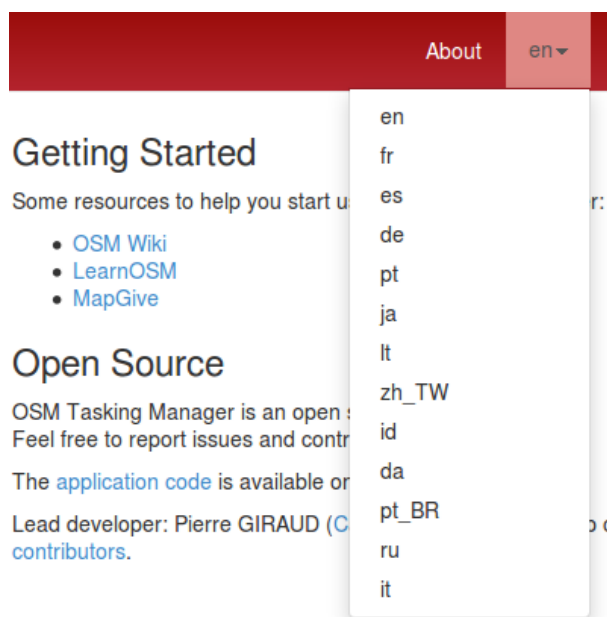 About
en
en
fr
es
de
pt
ja
lt
zh_TW
id
da
pt_BR
ru
it
Getting Started
Some resources to help you start r:
OSM Wiki
LearnOSM
MapGive
Open Source
OSM Tasking Manager is an open
Feel free to report issues and
The application code is available
Lead developer: Pierre GIRAUD (
contributors.